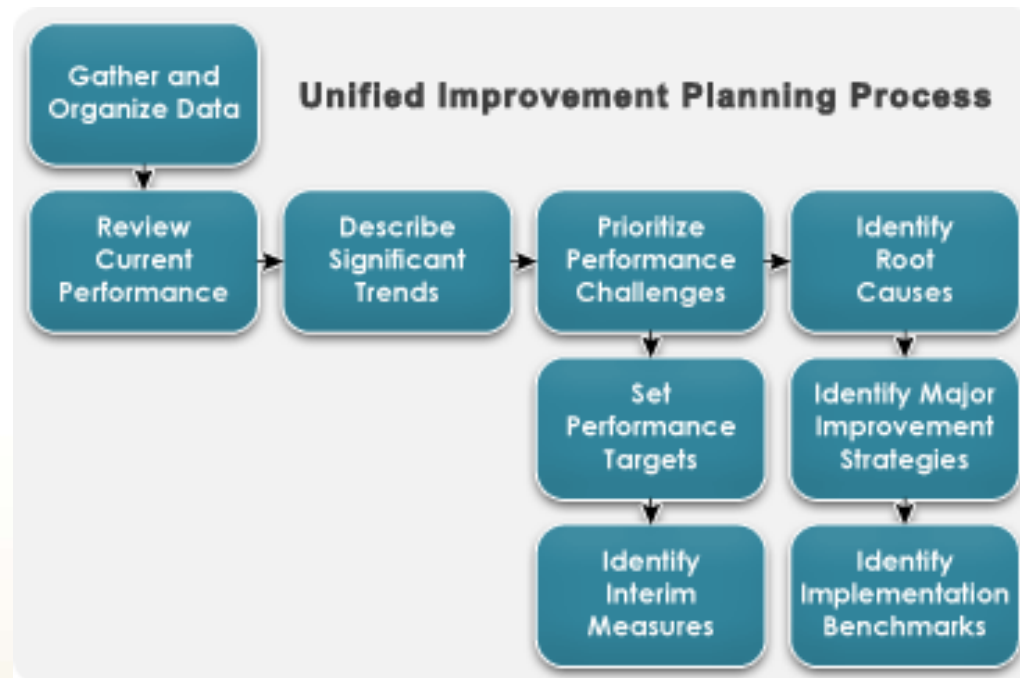 Gather and
Organize Data
Unified Improvement Planning Process
Review
Current
Performance
Describe
Significant
Trends
Prioritize
Performance
Challenges
Identify
Root
Causes
Set
Performance
Targets
Identify Major
Improvement
Strategies
Identify
Interim
Measures
Identify
Implementation
Benchmarks